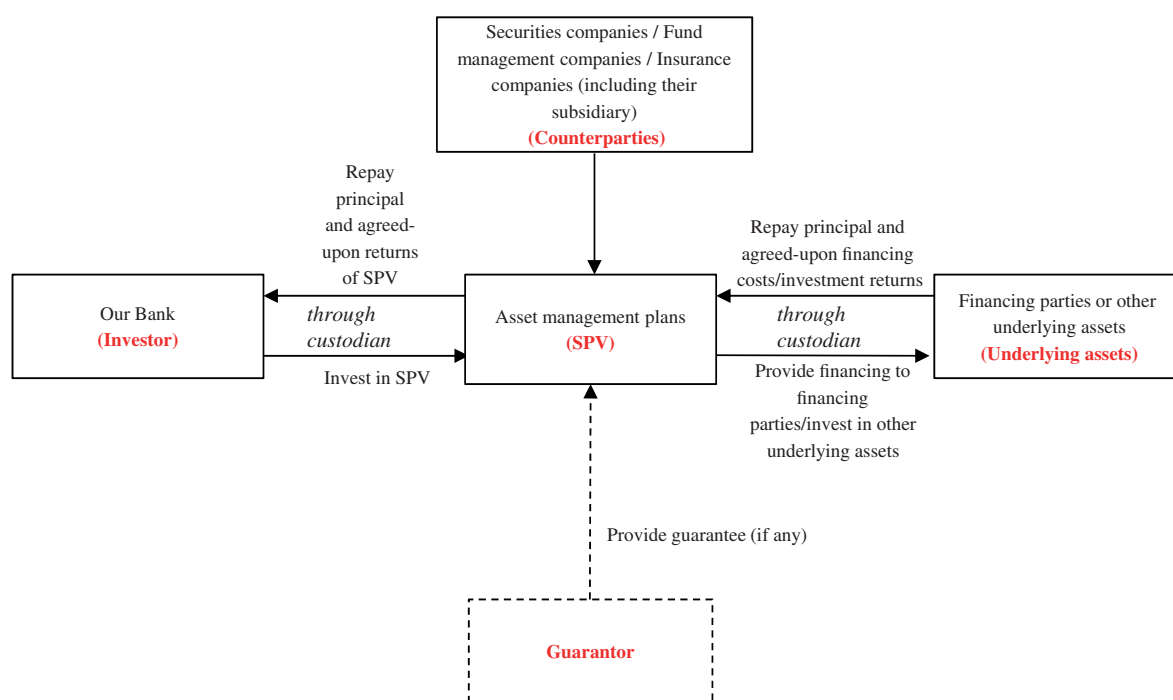 Securities companies / Fund
management companies / Insurance
companies (including their
subsidiary)
(Counterparties)
Repay
principal
and agreed-
upon returns
of SPV
Repay principal and
agreed-upon financing
costs/investment returns
Our Bank
(Investor)
through
custodian
Invest in SPV
Asset management plans
(SPV)
through
custodian
Provide financing to
financing
parties/invest in other
underlying assets
Financing parties or other
underlying assets
(Underlying assets)
Provide guarantee (if any)
Guarantor